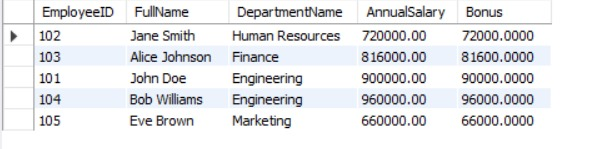 EmployeeID FullName DepartmentName AnnualSalary Bonus
102 Jane Smith Human Resources 720000.00 72000.0000
103 Alice Johnson Finance 816000.00 81600.0000
101 John Doe Engineering 900000.00 90000.0000
104 Bob Williams Engineering 960000.00 96000.0000
105 Eve Brown Marketing 660000.00 66000.0000